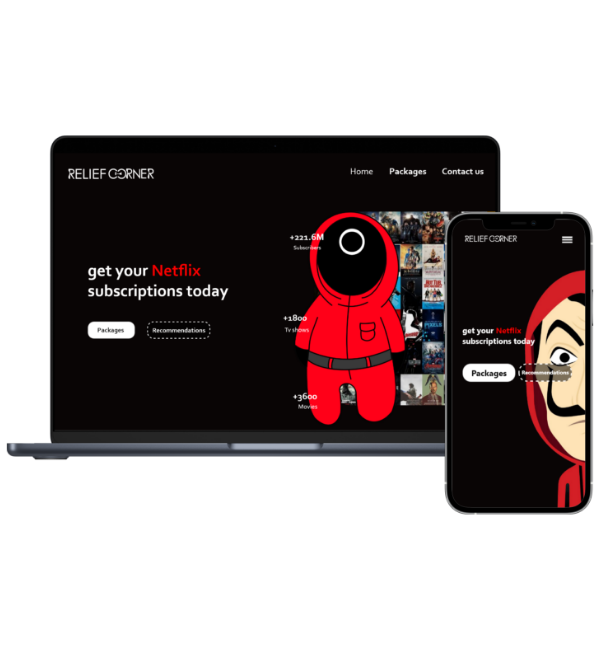 RELIEF CORNER
Home Packages Contact us
get your Netflix
subscriptions today
Packages Recommendations
+221.6M
Subscribers
+1800
Tv shows
+3600
Movies
PIXELS
RELIEF CORNER
get your Netflix
subscriptions today
Packages Recommendations